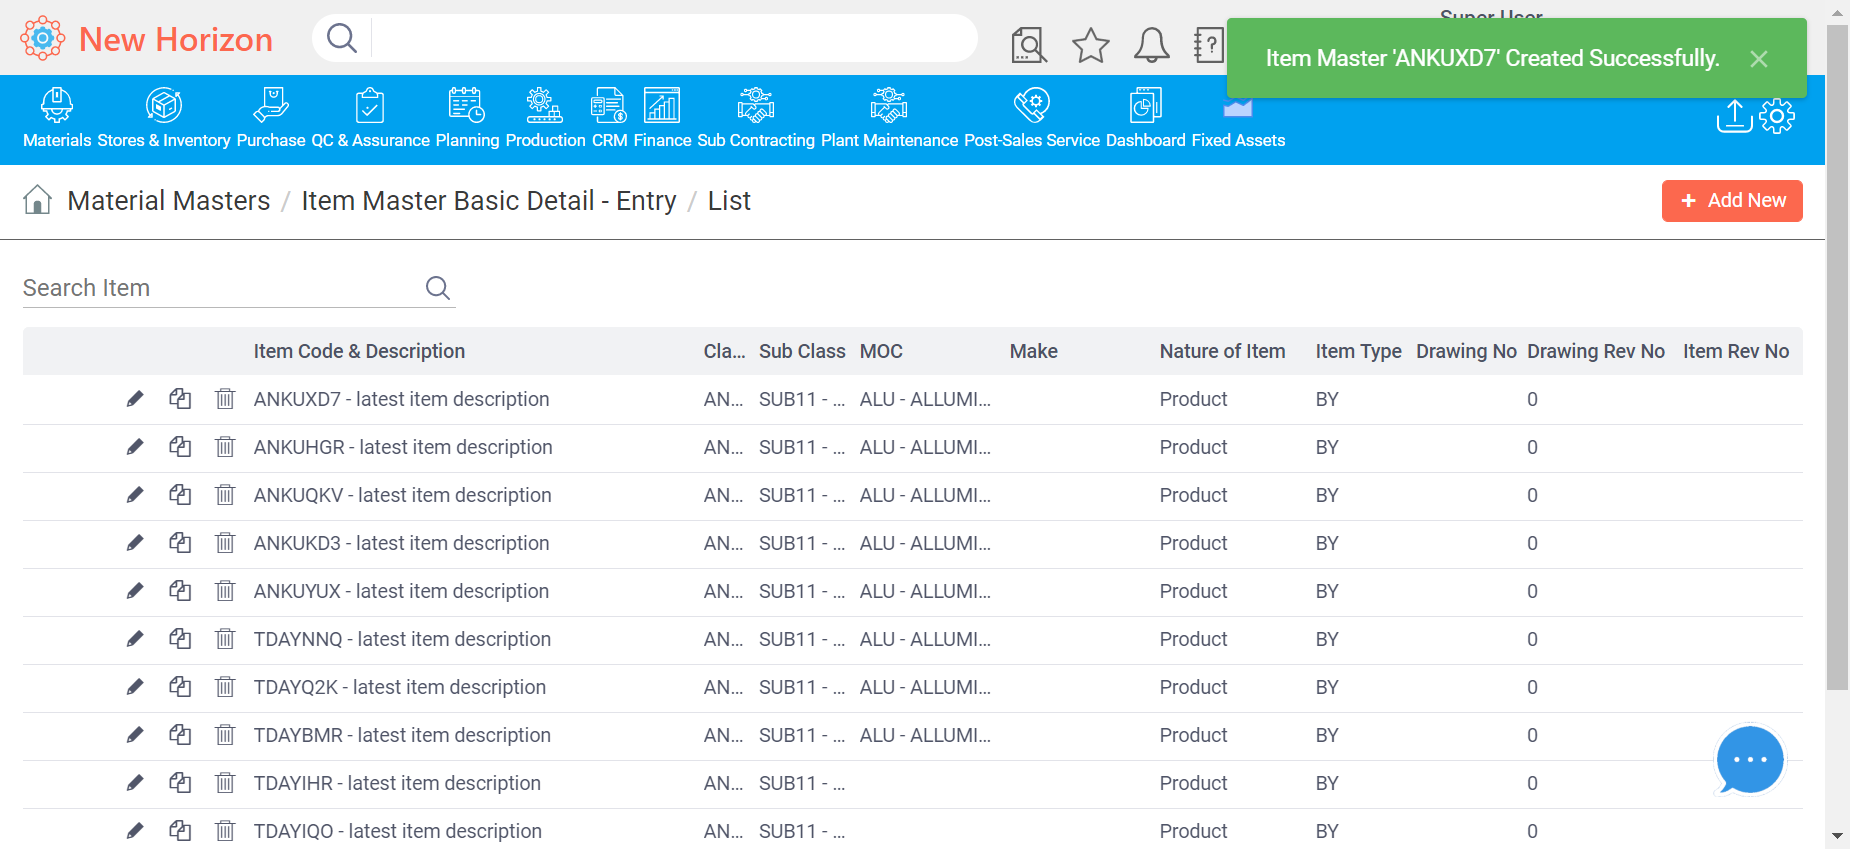 New Horizon
Super User
Item Master 'ANKUXD7' Created Successfully.
Materials Stores & Inventory Purchase QC & Assurance Planning Production CRM Finance Sub Contracting Plant Maintenance Post-Sales Service Dashboard Fixed Assets
Material Masters / Item Master Basic Detail - Entry / List
+ Add New
Search Item
Item Code & Description Cla... Sub Class MOC Make Nature of Item Item Type Drawing No Drawing Rev No Item Rev No
ANKUXD7 - latest item description AN... SUB11 - ... ALU - ALLUMI... Product BY 0
ANKUHGR - latest item description AN... SUB11 - ... ALU - ALLUMI... Product BY 0
ANKUQKV - latest item description AN... SUB11 - ... ALU - ALLUMI... Product BY 0
ANKUKD3 - latest item description AN... SUB11 - ... ALU - ALLUMI... Product BY 0
ANKUYUX - latest item description AN... SUB11 - ... ALU - ALLUMI... Product BY 0
TDAYNNQ - latest item description AN... SUB11 - ... ALU - ALLUMI... Product BY 0
TDAYQ2K - latest item description AN... SUB11 - ... ALU - ALLUMI... Product BY 0
TDAYBMR - latest item description AN... SUB11 - ... ALU - ALLUMI... Product BY 0
TDAYIHR - latest item description AN... SUB11 - ... Product BY 0
TDAYIQO - latest item description AN... SUB11 - ... Product BY 0